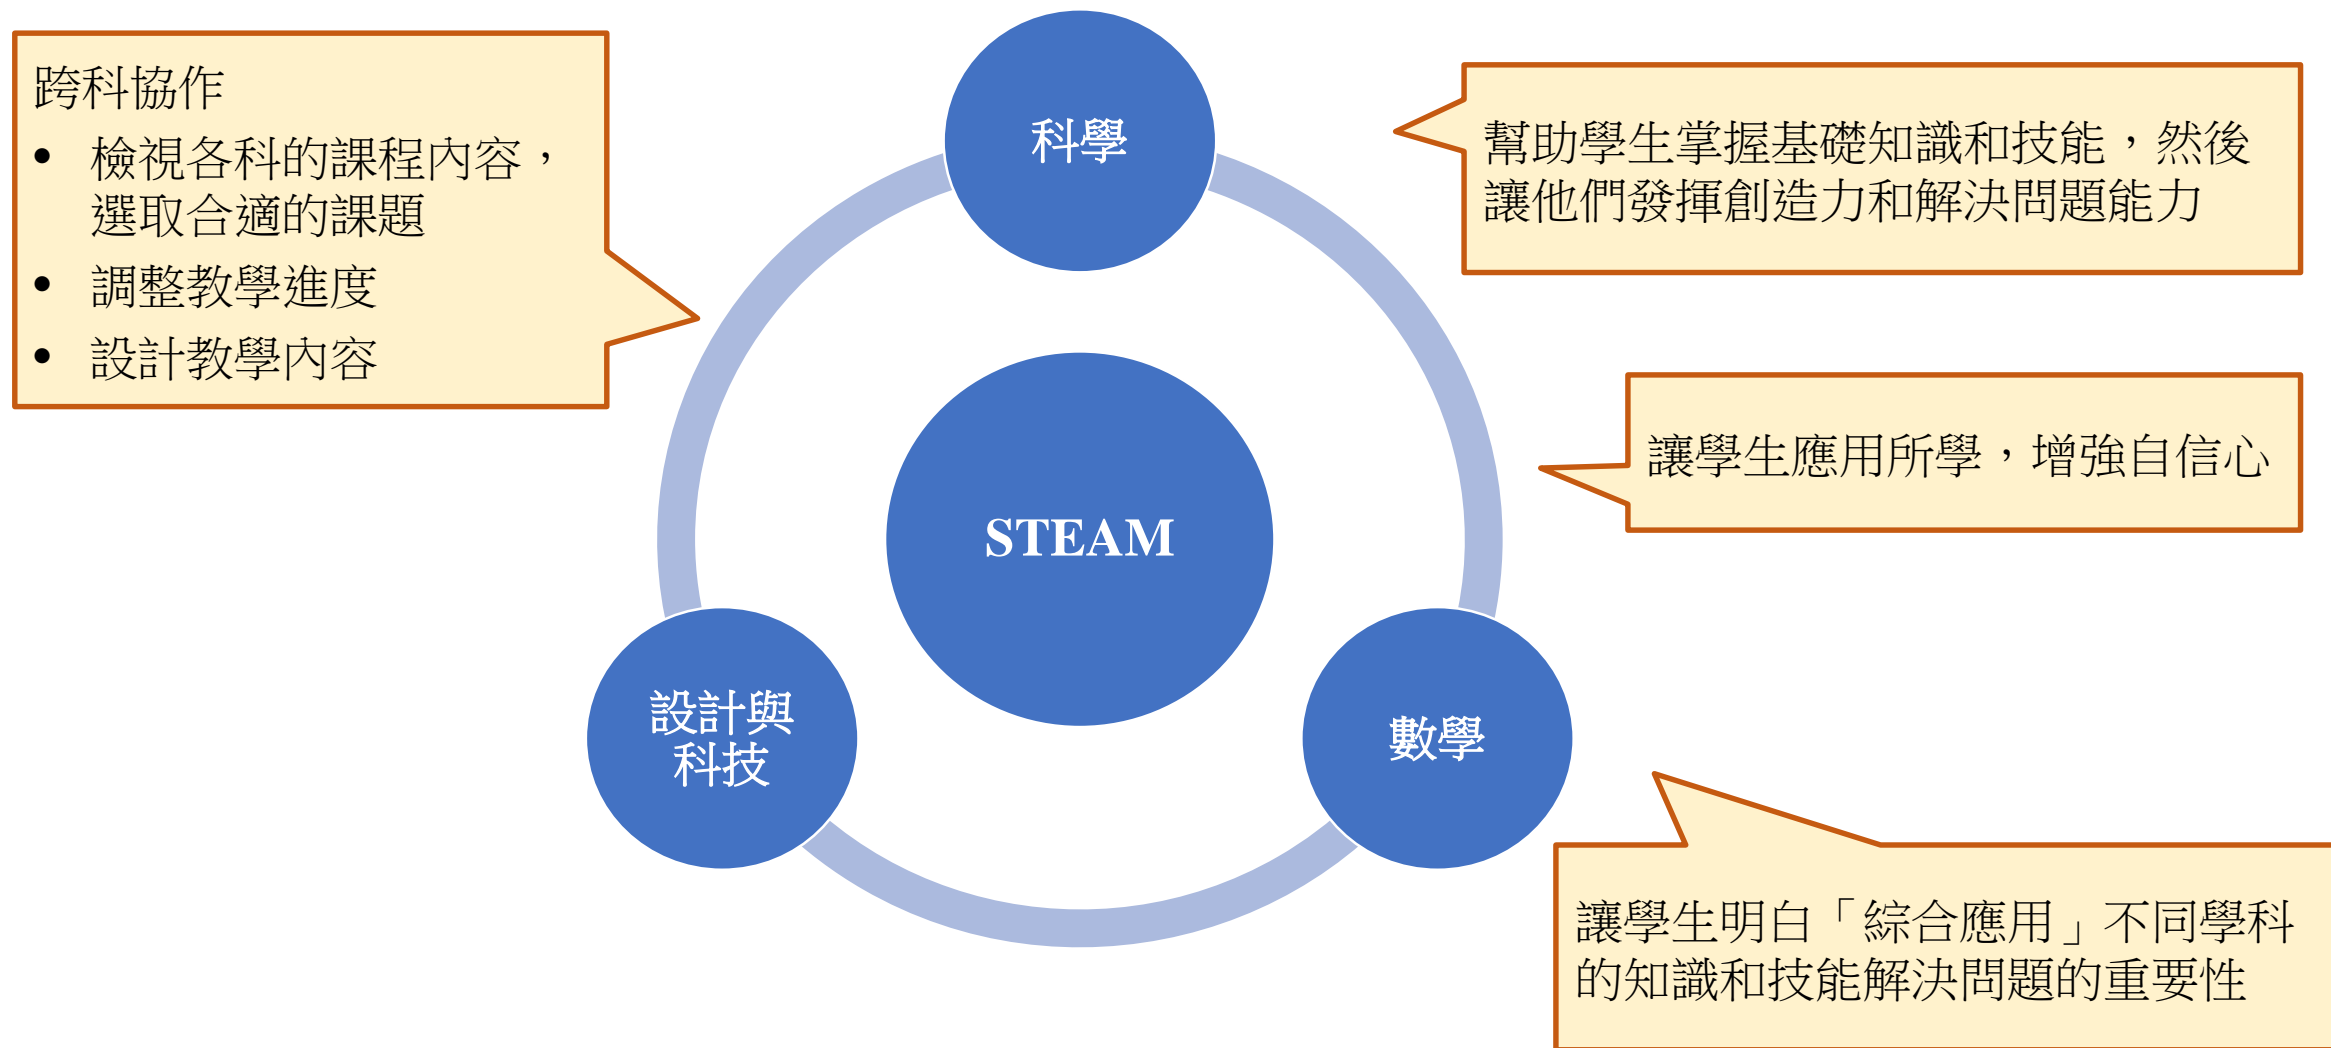 跨科協作
• 檢視各科的課程內容，
選取合適的課題
• 調整教學進度
• 設計教學內容
科學
幫助學生掌握基礎知識和技能，然後
讓他們發揮創造力和解決問題能力
讓學生應用所學，增強自信心
STEAM
設計與
科技
數學
讓學生明白「綜合應用」不同學科
的知識和技能解決問題的重要性